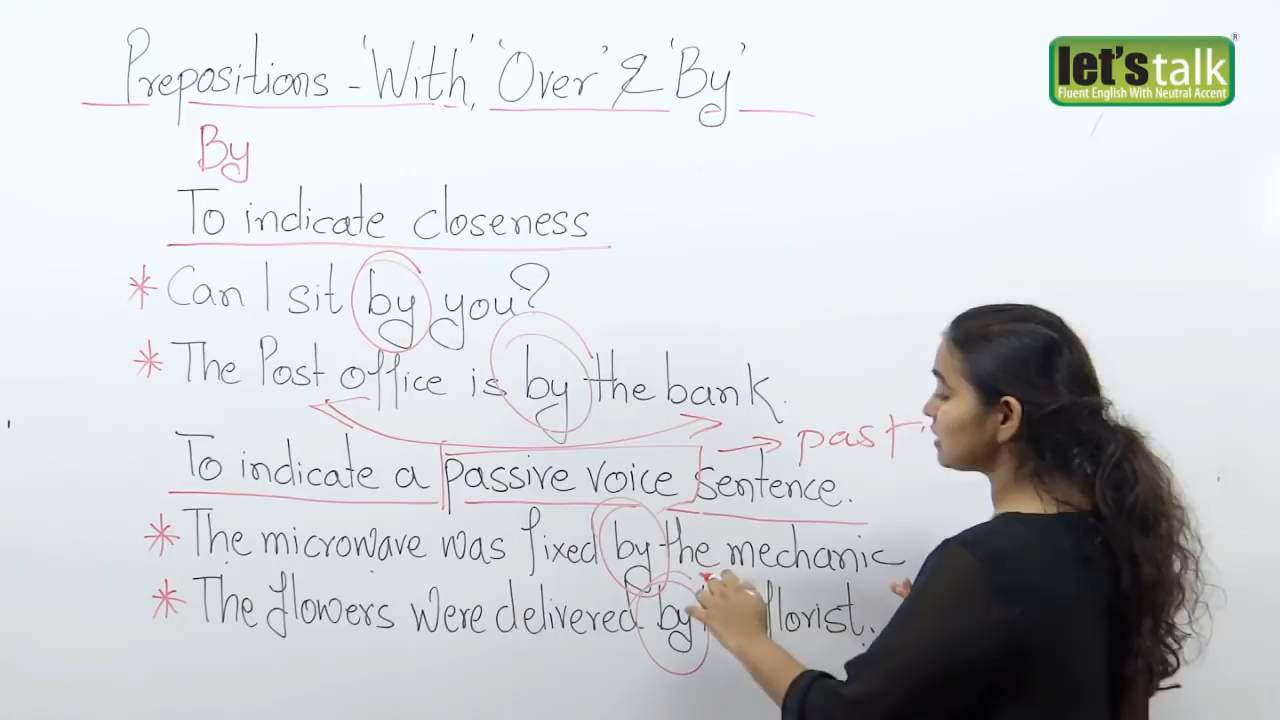 Prepositions - 'With', 'Over' & 'By'
let's talk®
Fluent English With Neutral Accent
By
To indicate closeness
* Can I sit by you?
* The Post office is by the bank.
→ past
To indicate a passive voice sentence.
* The microwave was fixed by the mechanic
* The flowers were delivered by florist.